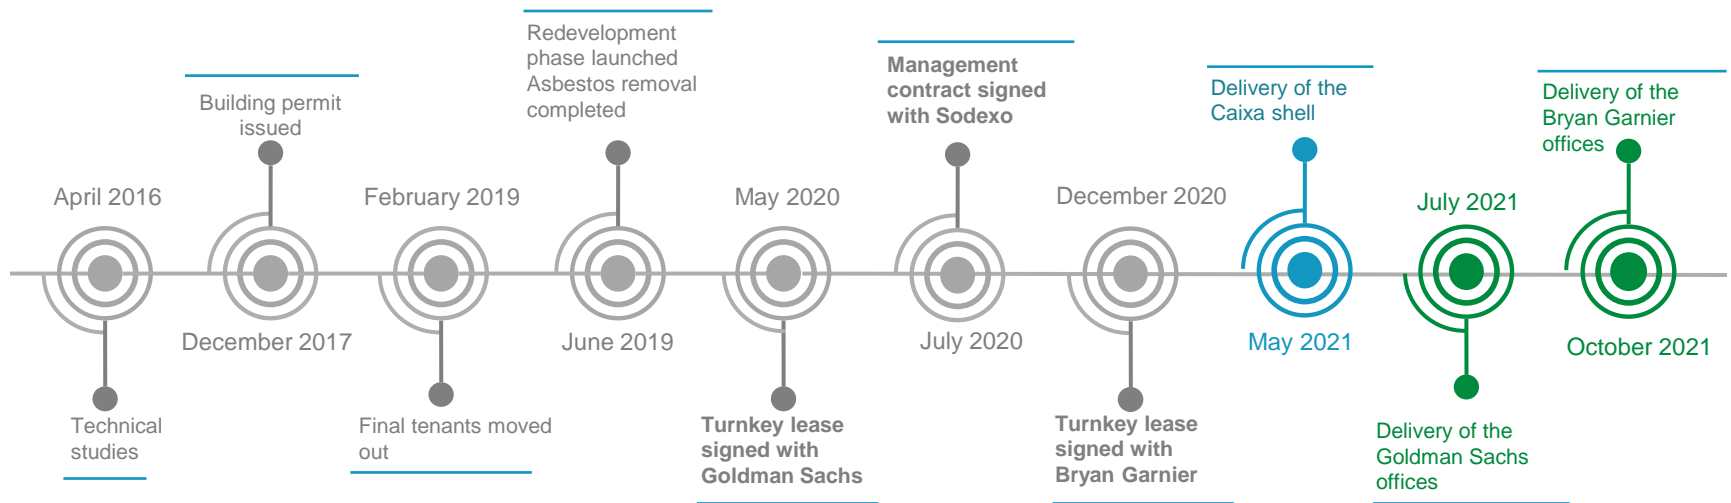 April 2016
Technical
studies
Building permit
issued
December 2017
February 2019
Final tenants moved
out
Redevelopment
phase launched
Asbestos removal
completed
June 2019
May 2020
Turnkey lease
signed with
Goldman Sachs
Management
contract signed
with Sodexo
July 2020
December 2020
Turnkey lease
signed with
Bryan Garnier
Delivery of the
Caixa shell
May 2021
July 2021
Delivery of the
Goldman Sachs
offices
Delivery of the
Bryan Garnier
offices
October 2021